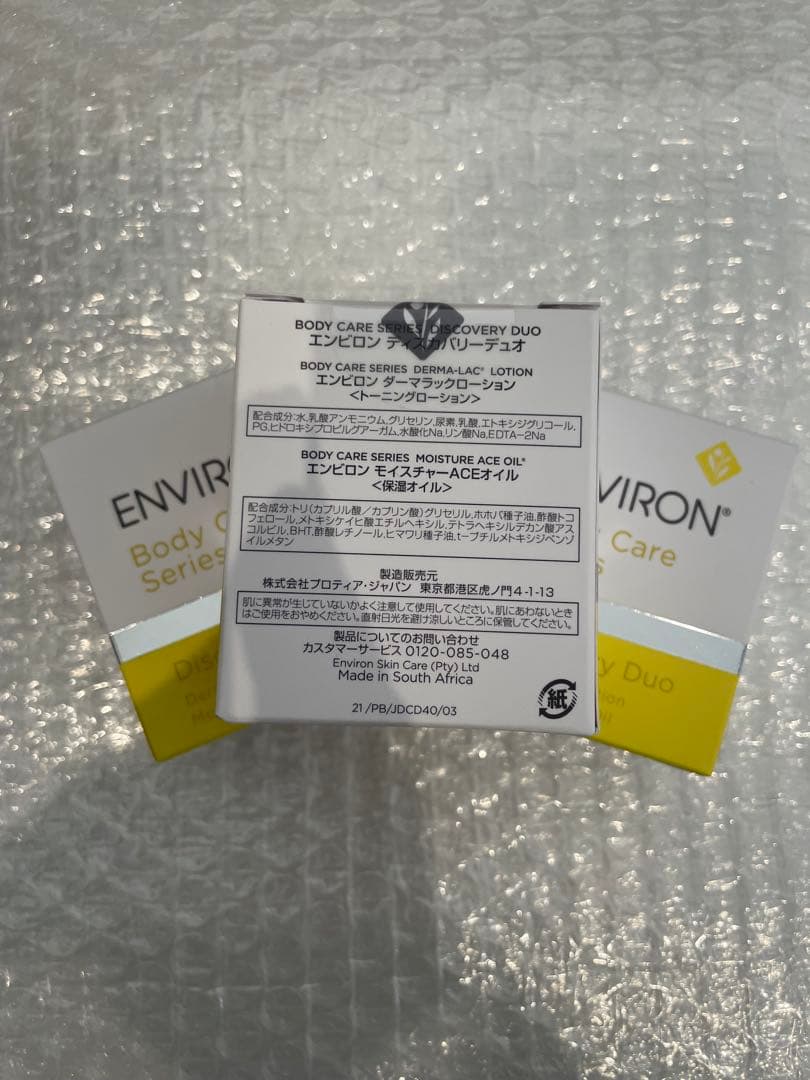 BODY CARE SERIES DISCOVERY DUO
エンビロン ディスカバリーデュオ
BODY CARE SERIES DERMA-LAC® LOTION
エンビロン ダーマラックローション
<トーニングローション>
配合成分:水,乳酸アンモニウム,グリセリン,尿素,乳酸,エトキシジグリコール,
PG,ヒドロキシプロピルグアーガム,水酸化Na,リン酸Na,EDTA-2Na
BODY CARE SERIES MOISTURE ACE OIL®
エンビロン モイスチャーACEオイル
<保湿オイル>
配合成分:トリ(カプリル酸/カプリン酸)グリセリル,ホホバ種子油,酢酸トコ
フェロール,メトキシケイヒ酸エチルヘキシル,テトラヘキシルデカン酸アス
コルビル,BHT,酢酸レチノール,ヒマワリ種子油,t-ブチルメトキシジベンゾ
イルメタン
製造販売元
株式会社プロティア・ジャパン 東京都港区虎ノ門4-1-13
肌に異常が生じていないかよく注意して使用してください。肌にあわないとき
はご使用をおやめください。直射日光を避け涼しいところに保管してください。
製品についてのお問い合わせ
カスタマーサービス 0120-085-048
Environ Skin Care (Pty) Ltd
Made in South Africa
紙
21 /PB/JDCD40/03
ENVIR
Body C
Series
Dis
De
M
VIRON®
Care
s
ry Duo
tion
il